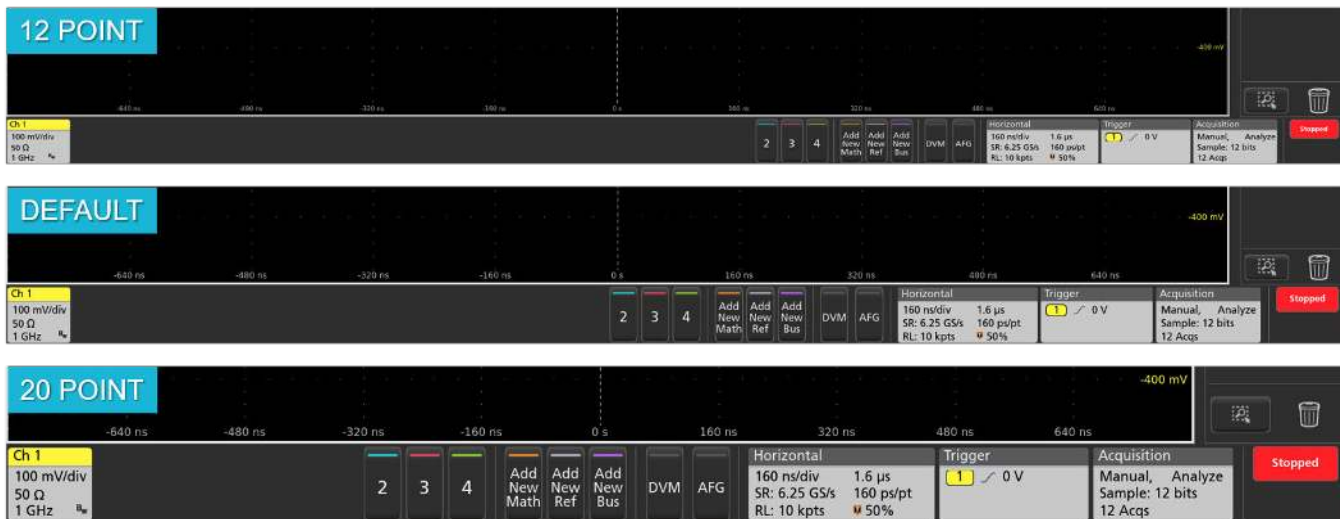 12 POINT
-400 mV
-640 ns -480 ns -320 ns -160 ns 0 s 160 ns 320 ns 480 ns 640 ns
Ch 1
100 mV/div
50 Ω
1 GHz Bw
2 3 4
Add New Math
Add New Ref
Add New Bus
DVM AFG
Horizontal
160 ns/div 1.6 µs
SR: 6.25 GS/s 160 ps/pt
RL: 10 kpts 50%
Trigger
1 0 V
Acquisition
Manual, Analyze
Sample: 12 bits
12 Acqs
Stopped
DEFAULT
-400 mV
-640 ns -480 ns -320 ns -160 ns 0 s 160 ns 320 ns 480 ns 640 ns
Ch 1
100 mV/div
50 Ω
1 GHz Bw
2 3 4
Add New Math
Add New Ref
Add New Bus
DVM AFG
Horizontal
160 ns/div 1.6 µs
SR: 6.25 GS/s 160 ps/pt
RL: 10 kpts 50%
Trigger
1 0 V
Acquisition
Manual, Analyze
Sample: 12 bits
12 Acqs
Stopped
20 POINT
-400 mV
-640 ns -480 ns -320 ns -160 ns 0 s 160 ns 320 ns 480 ns 640 ns
Ch 1
100 mV/div
50 Ω
1 GHz Bw
2 3 4
Add New Math
Add New Ref
Add New Bus
DVM AFG
Horizontal
160 ns/div 1.6 µs
SR: 6.25 GS/s 160 ps/pt
RL: 10 kpts 50%
Trigger
1 0 V
Acquisition
Manual, Analyze
Sample: 12 bits
12 Acqs
Stopped